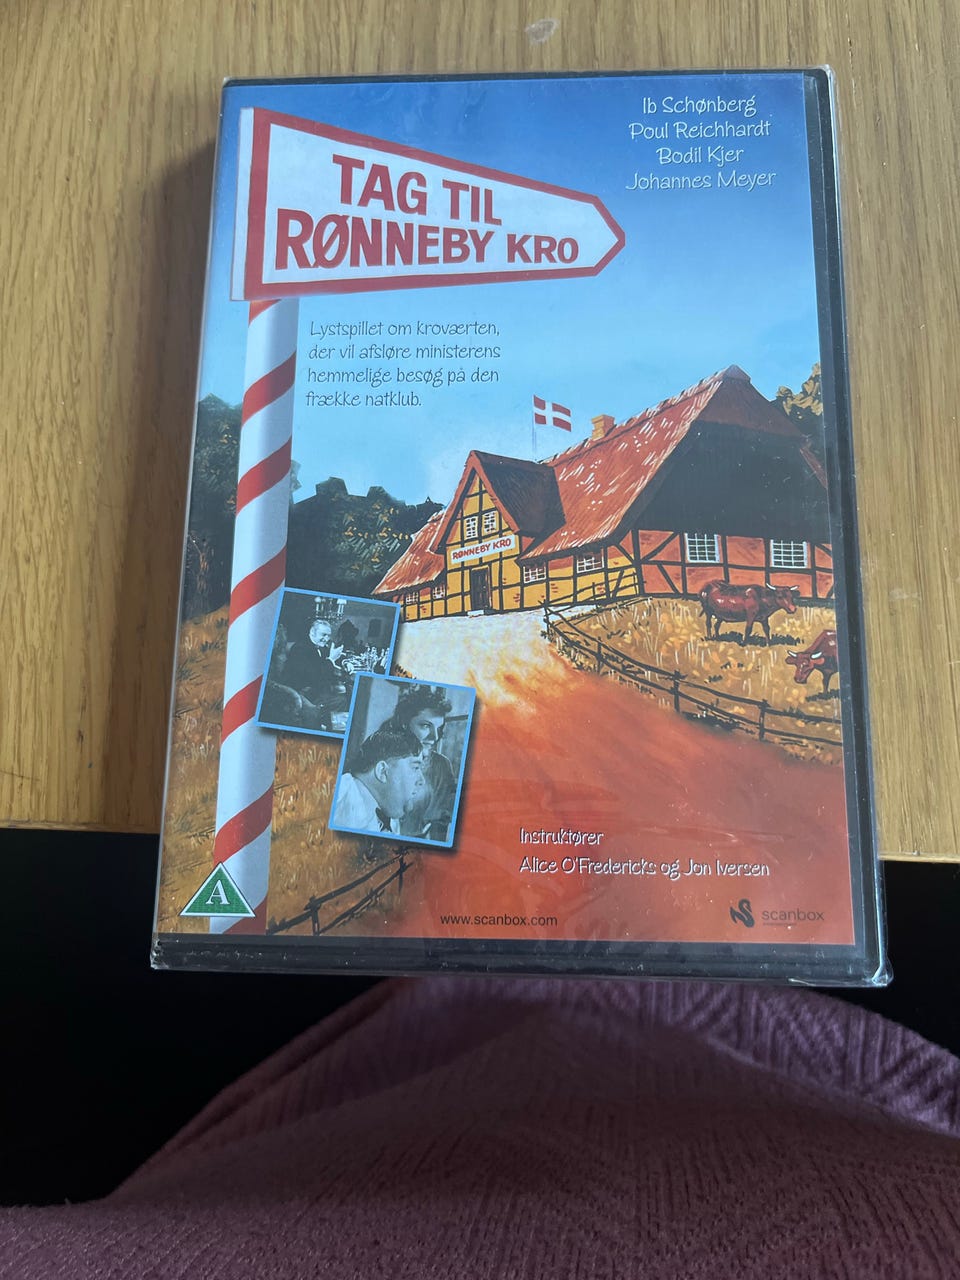 Ib Schønberg
Poul Reichhardt
Bodil Kjer
Johannes Meyer
TAG TIL
RØNNEBY KRO
Lystspillet om kroværten,
der vil afsløre ministerens
hemmelige besøg på den
frække natklub.
RØNNEBY KRO
Instruktører
Alice O'Fredericks og Jon Iversen
A
www.scanbox.com
scanbox